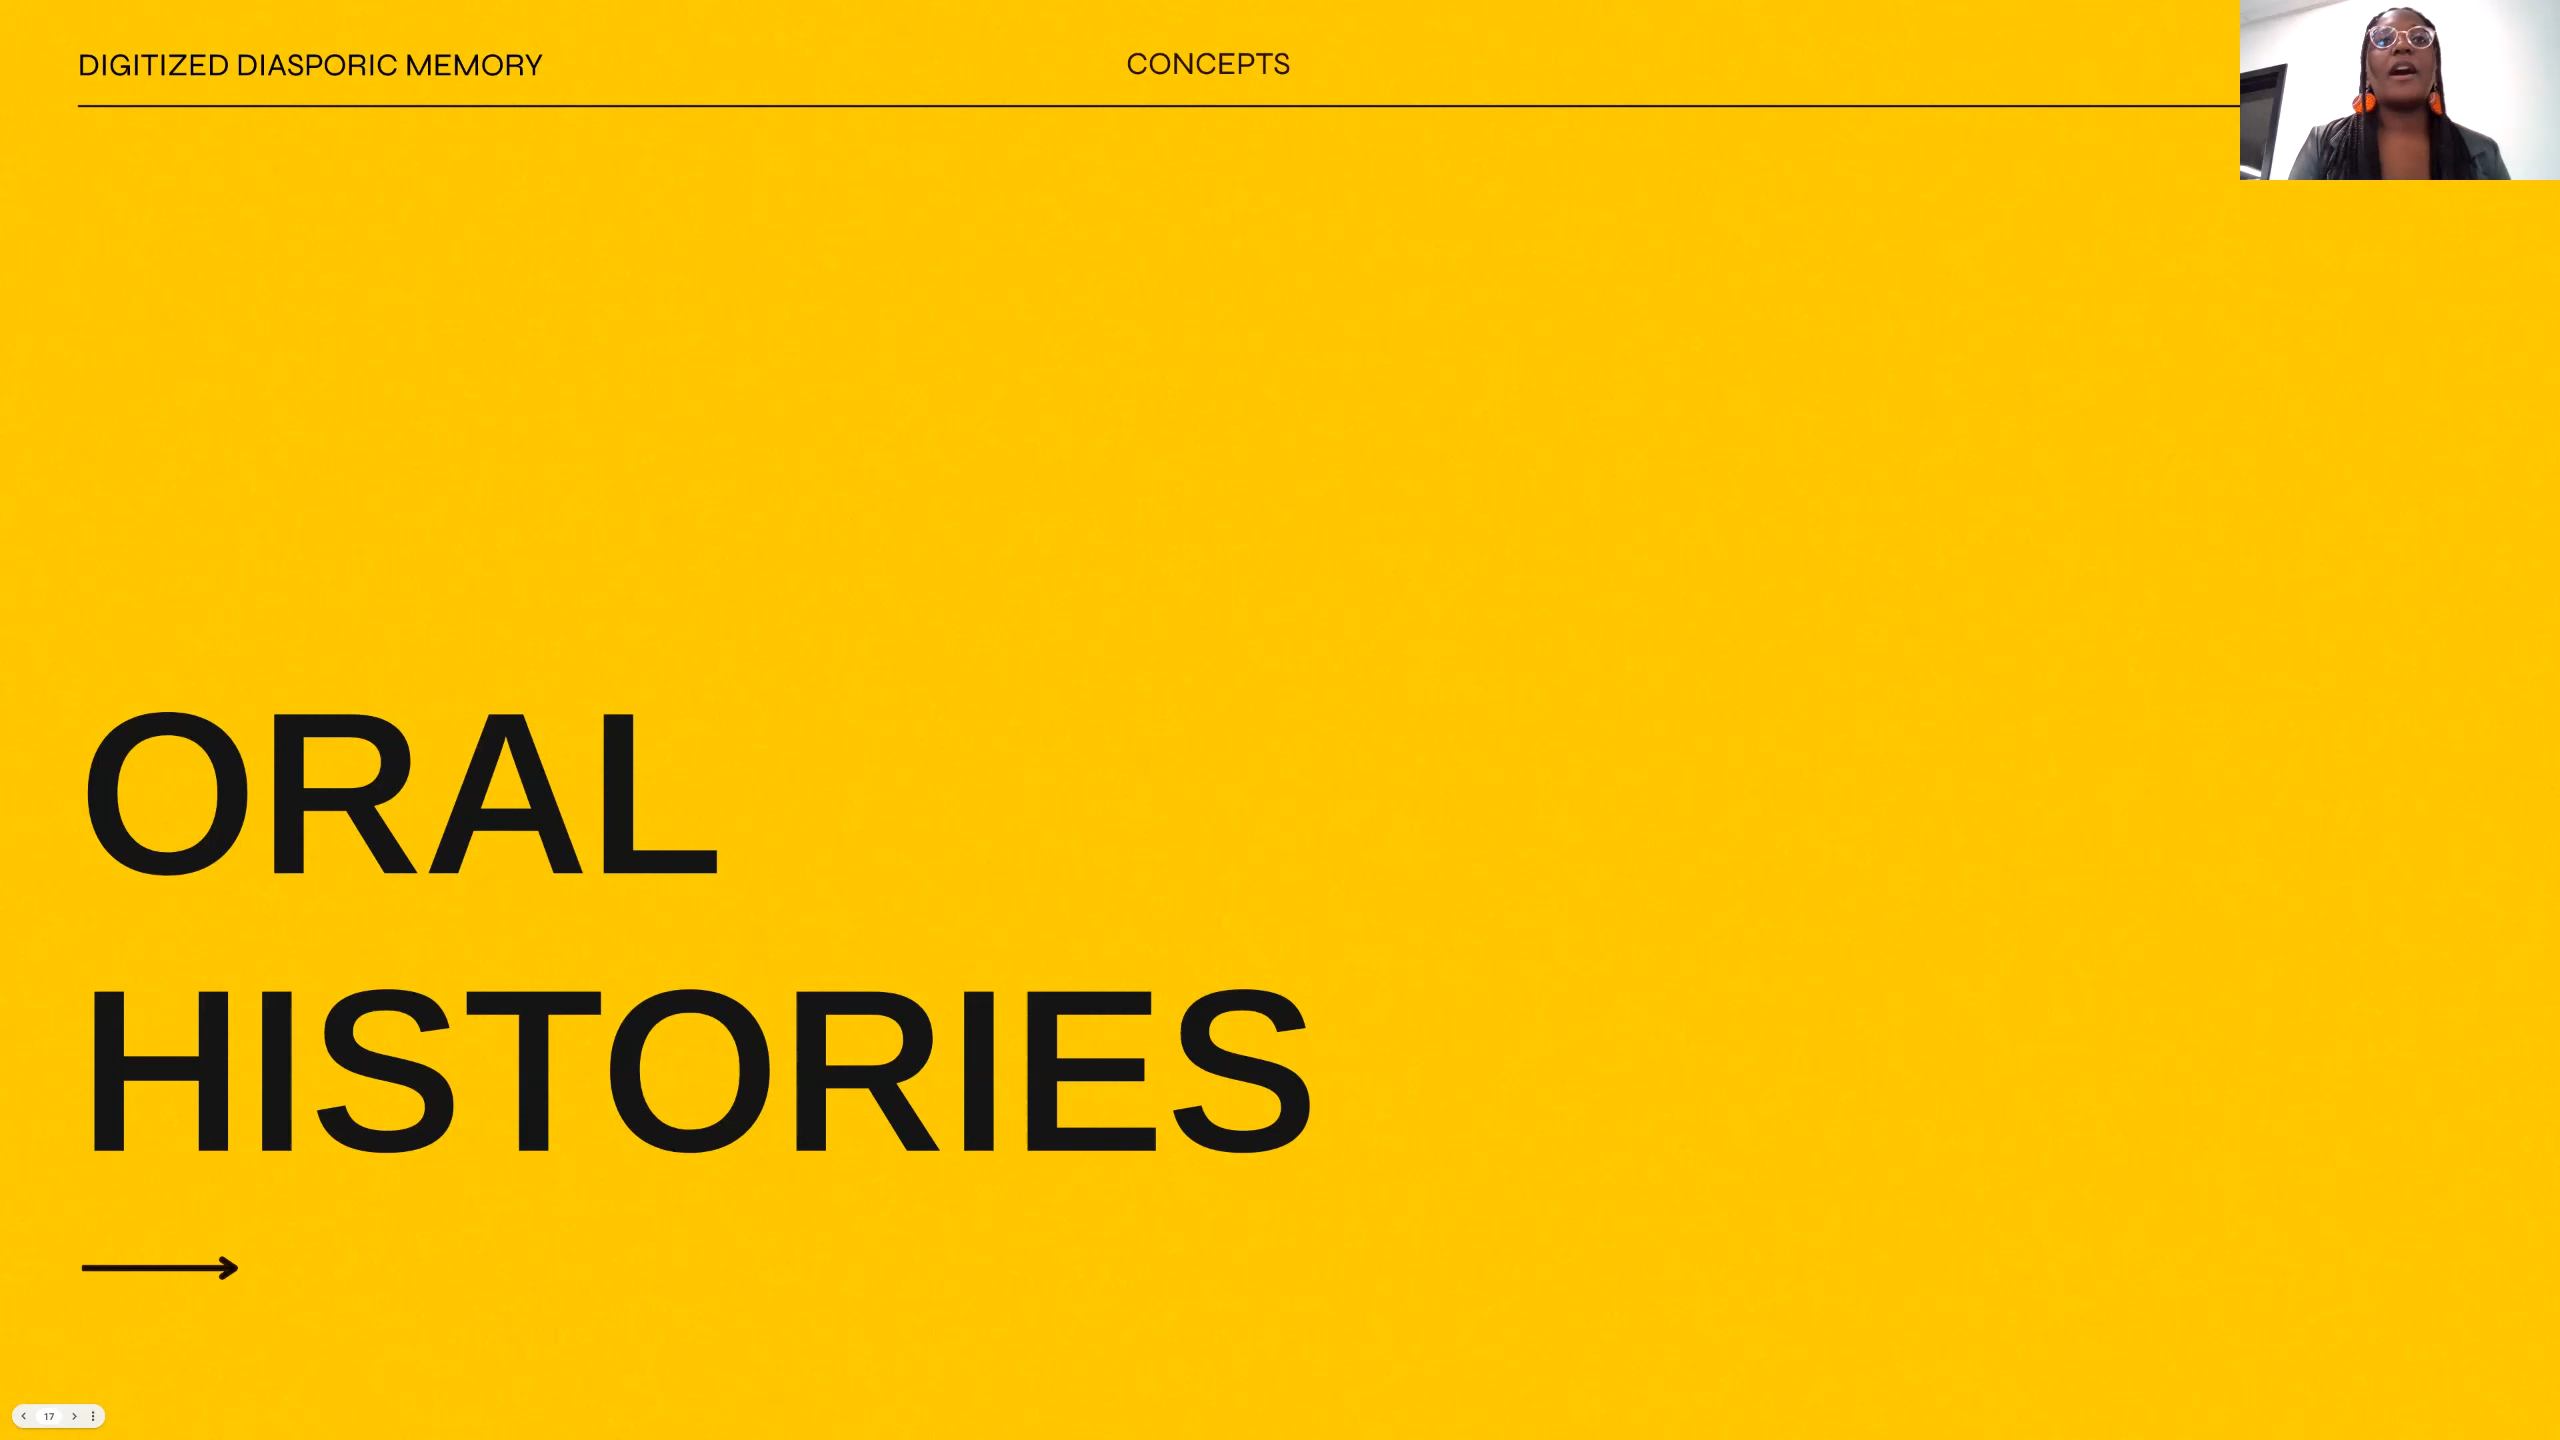 DIGITIZED DIASPORIC MEMORY
CONCEPTS
ORAL
HISTORIES
17